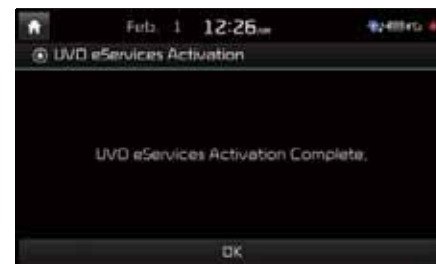 Feb. 1 12:26
UVO eServices Activation
UVO eServices Activation Complete.
OK